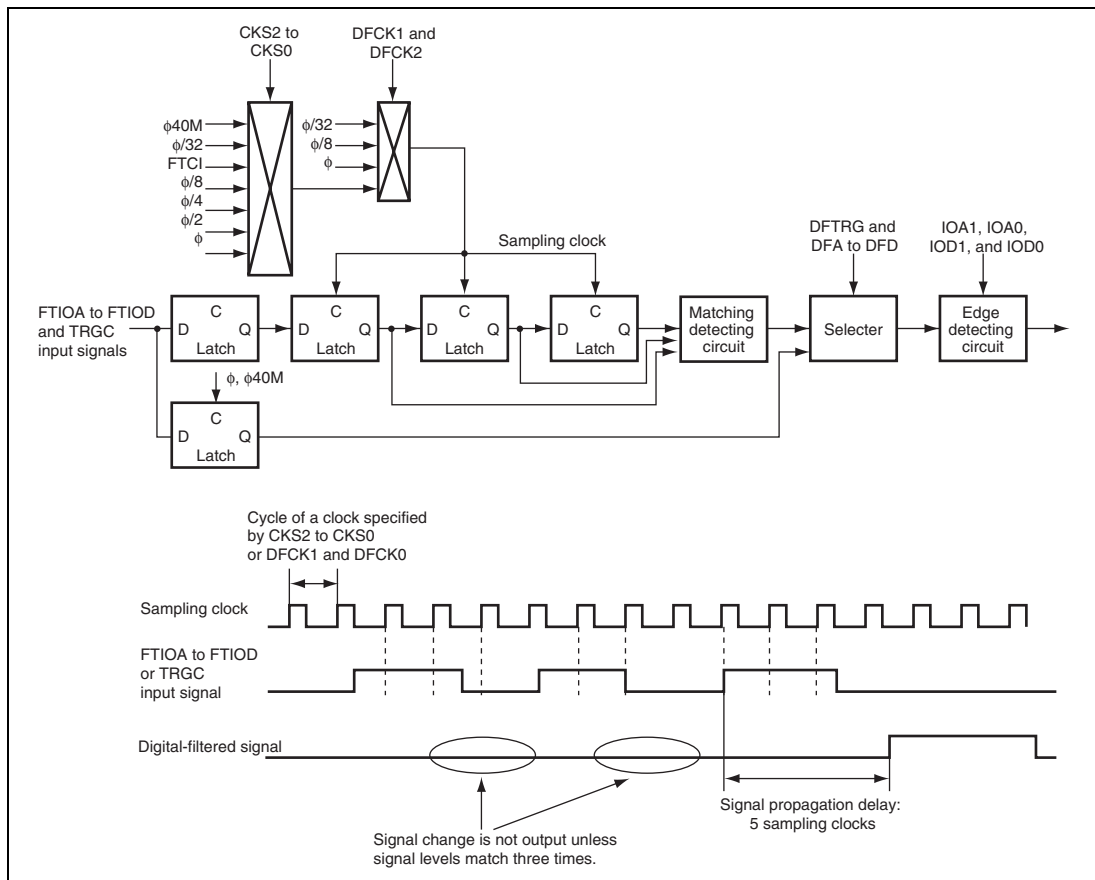 CKS2 to
CKS0
DFCK1 and
DFCK2
ϕ40M
ϕ/32
FTCI
ϕ/8
ϕ/4
ϕ/2
ϕ
ϕ/32
ϕ/8
ϕ
Sampling clock
DFTRG and
DFA to DFD
IOA1, IOA0,
IOD1, and IOD0
FTIOA to FTIOD
and TRGC
input signals
C
D Q
Latch
C
D Q
Latch
C
D Q
Latch
C
D Q
Latch
Matching
detecting
circuit
Selecter
Edge
detecting
circuit
ϕ, ϕ40M
C
D Q
Latch
Cycle of a clock specified
by CKS2 to CKS0
or DFCK1 and DFCK0
Sampling clock
FTIOA to FTIOD
or TRGC
input signal
Digital-filtered signal
Signal propagation delay:
5 sampling clocks
Signal change is not output unless
signal levels match three times.